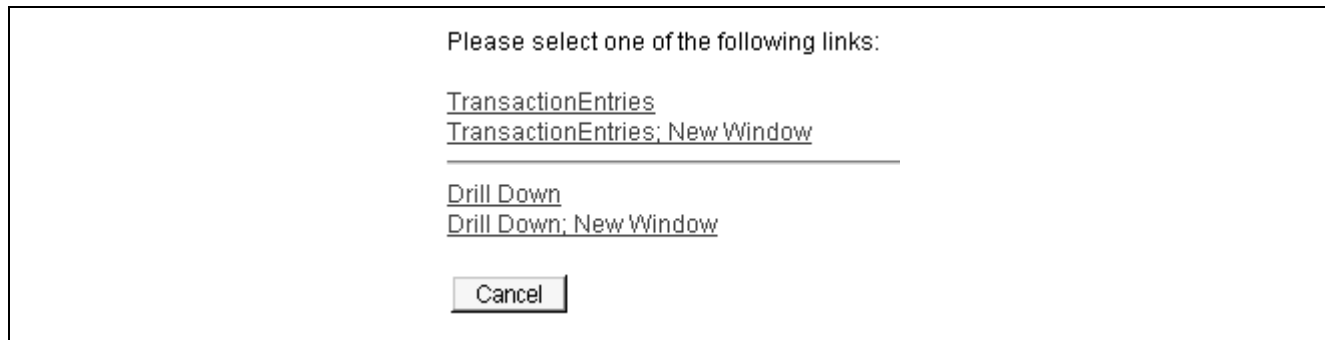 Please select one of the following links:
TransactionEntries
TransactionEntries; New Window
Drill Down
Drill Down; New Window
Cancel